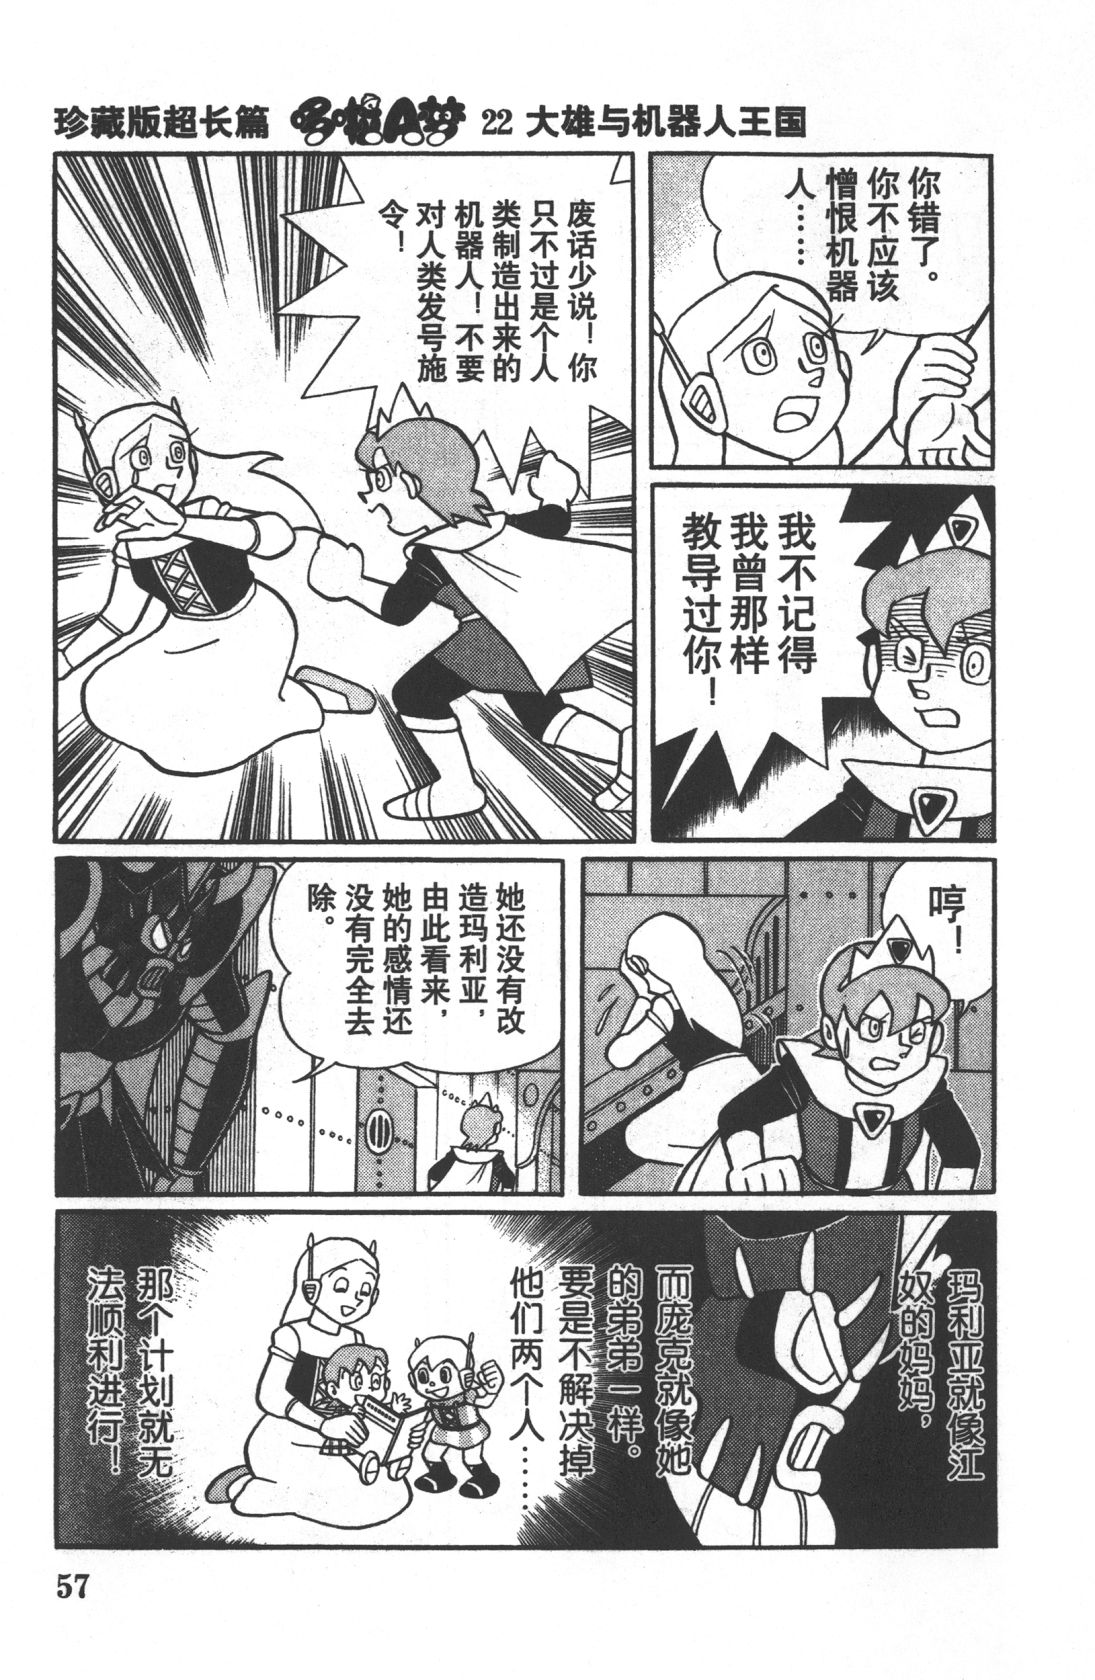 珍藏版超长篇 哆啦A梦 22 大雄与机器人王国
你错了。
你不应该
憎恨机器
人……
我不记得
我曾那样
教导过你！
废话少说！你
只不过是个人
类制造出来的
机器人！不要
对人类发号施
令！
哼！
她还没有改
造玛利亚，
由此看来，
她的感情还
没有完全去
除。
玛利亚就像江
奴的妈妈，
而庞克就像她
的弟弟一样。
要是不解决掉
他们两个人……
那个计划就无
法顺利进行！
57